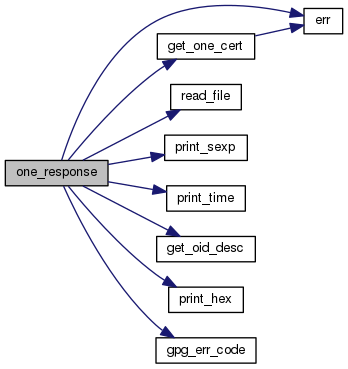 err
get_one_cert
read_file
print_sexp
one_response
print_time
get_oid_desc
print_hex
gpg_err_code